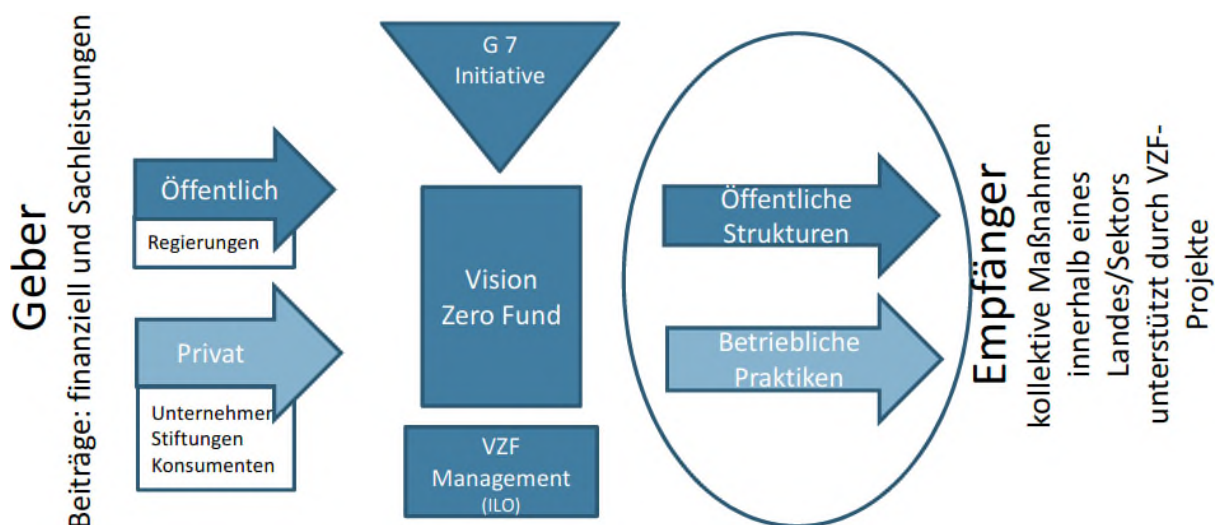 Geber
Beiträge: finanziell und Sachleistungen
Öffentlich
Regierungen
Privat
Unternehmen
Stiftungen
Konsumenten
G 7
Initiative
Vision
Zero Fund
VZF
Management
(ILO)
Öffentliche
Strukturen
Betriebliche
Praktiken
Empfänger
kollektive Maßnahmen
innerhalb eines
Landes/Sektors
unterstützt durch VZF-
Projekte